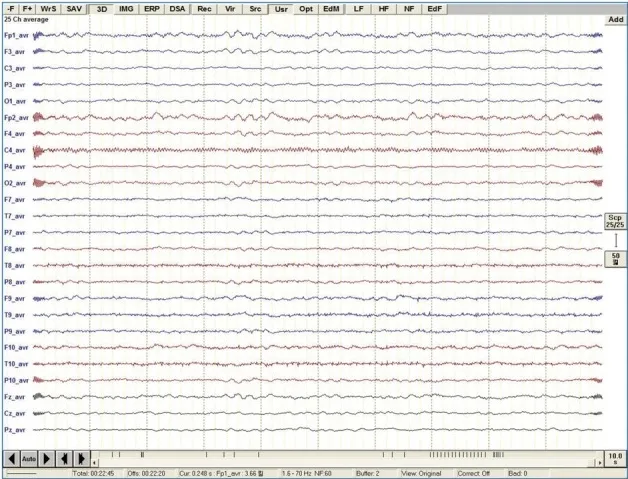 -F F+ WrS SAV 3D IMG ERP DSA Rec Vir Src Usr Opt EdM LF HF NF EdF
25 Ch average
Add
Fp1_avr
F3_avr
C3_avr
P3_avr
O1_avr
Fp2_avr
F4_avr
C4_avr
P4_avr
O2_avr
F7_avr
T7_avr
P7_avr
F8_avr
T8_avr
P8_avr
F9_avr
T9_avr
P9_avr
F10_avr
T10_avr
P10_avr
Fz_avr
Cz_avr
Pz_avr
Scp
25/25
50
Auto
10.0
s
Total: 00:22:45 Offs: 00:22:20 Cur: 0.248 s : Fp1_avr : 3.66 1.6 - 70 Hz NF:60 Buffer: 2 View: Original Correct: Off Bad: 0